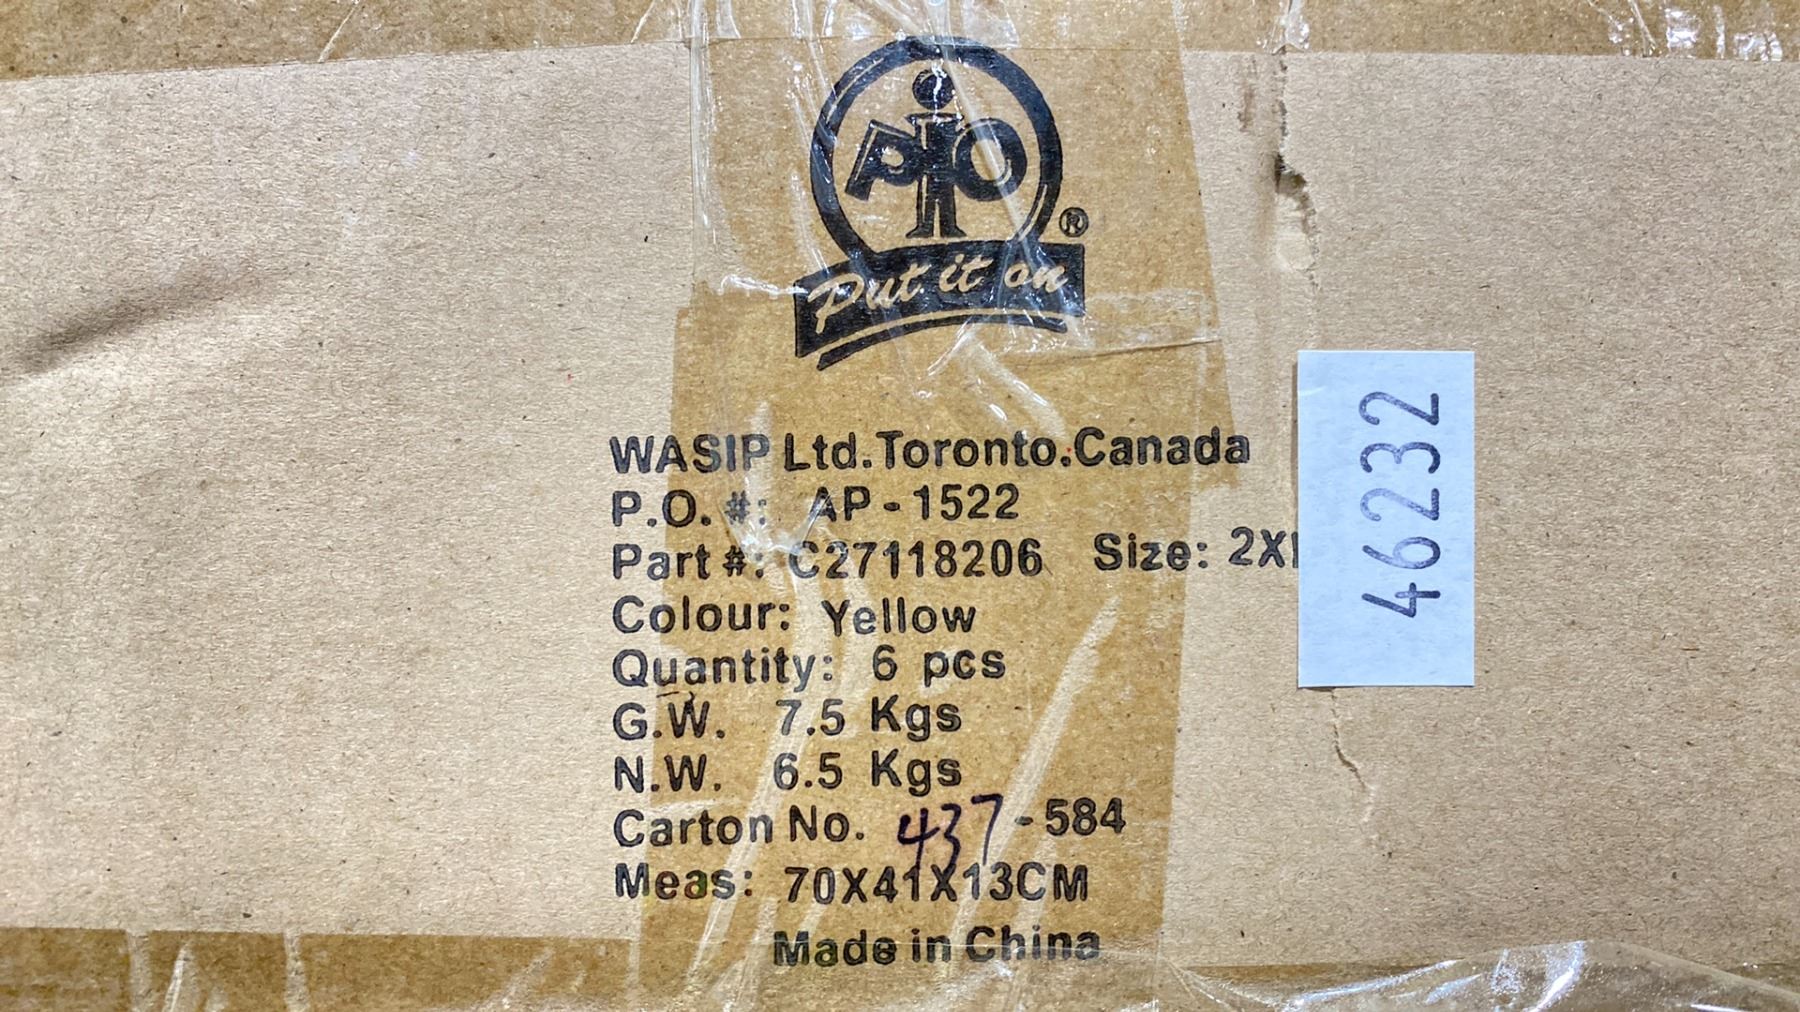 PIO
®
Put it on
WASIP Ltd.Toronto.Canada
P.O. #: AP-1522
Part #: C27118206 Size: 2X
Colour: Yellow
Quantity: 6 pcs
G.W. 7.5 Kgs
N.W. 6.5 Kgs
Carton No. 437-584
Meas: 70X41X13CM
Made in China
46232